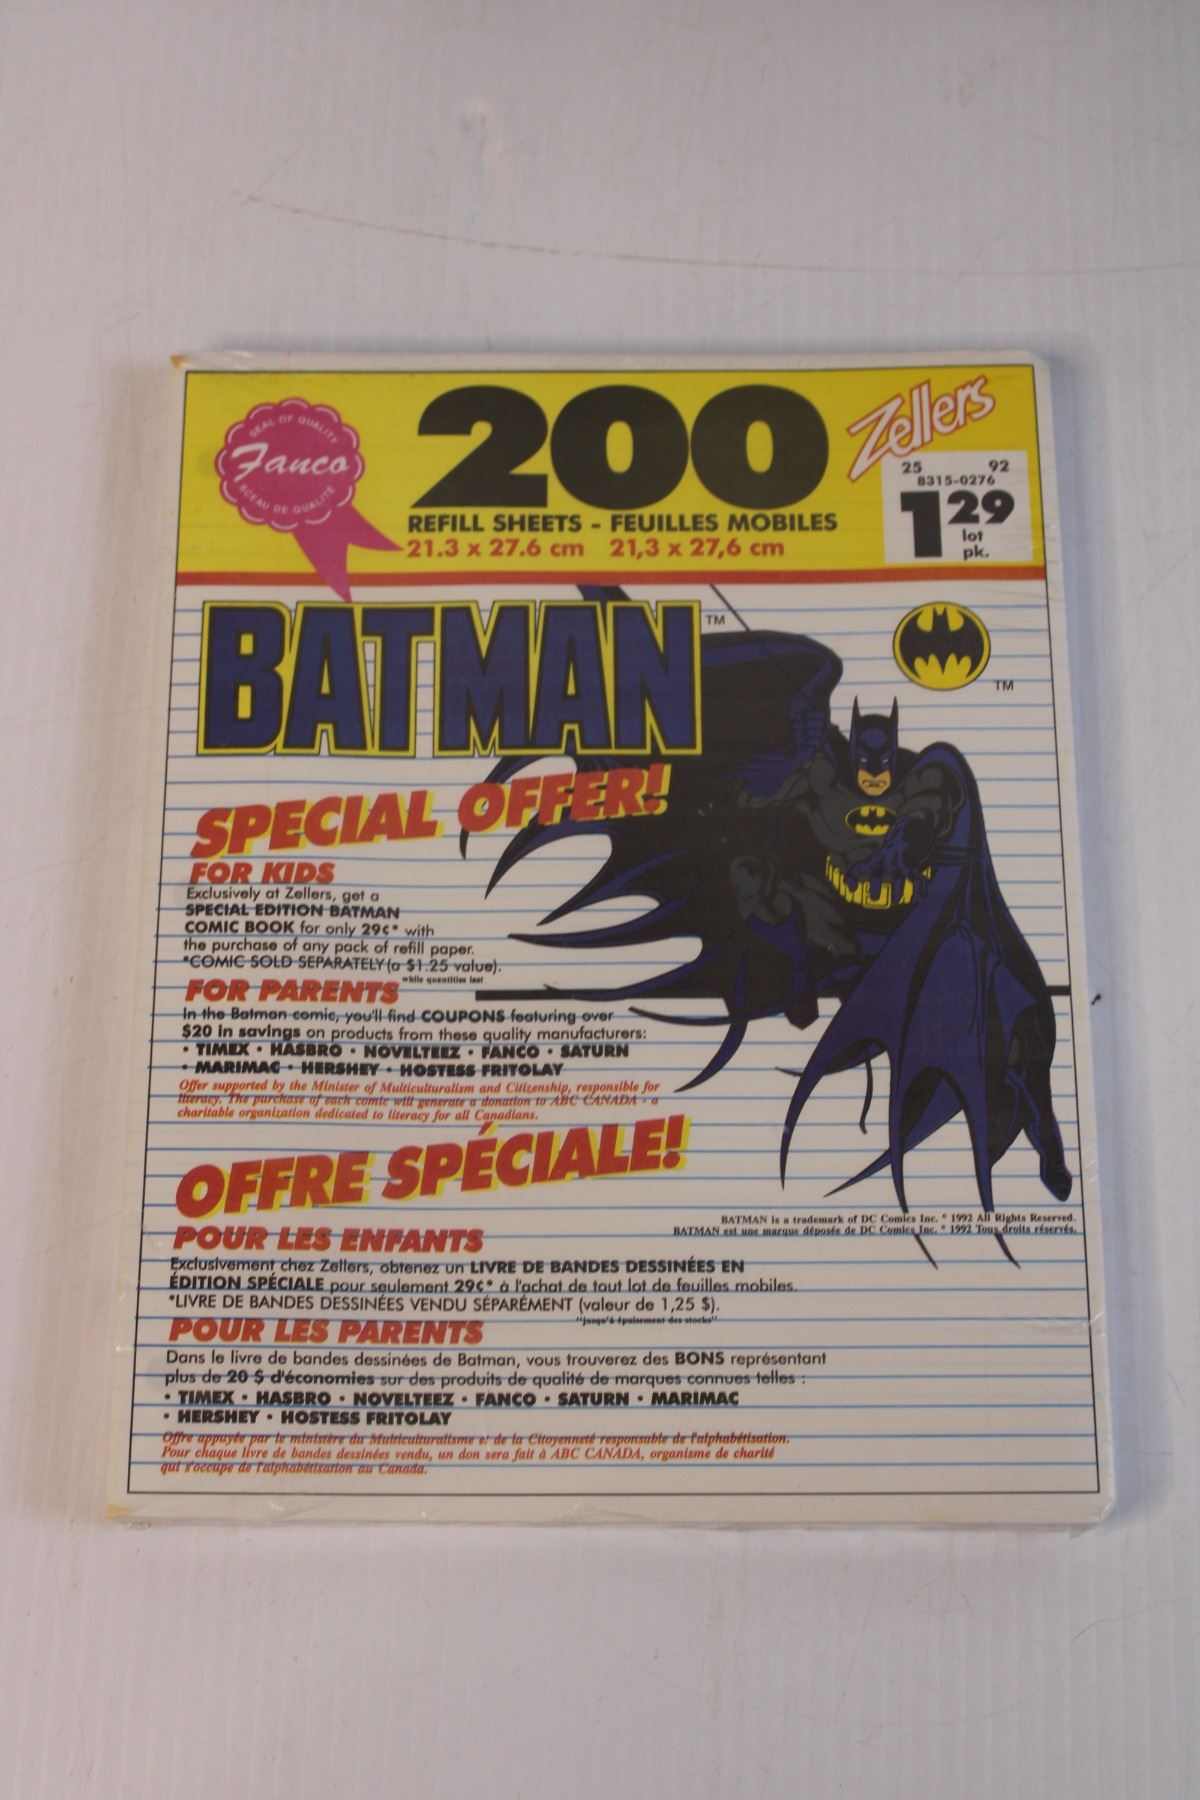 SEAL OF QUALITY
Fanco
SCEAU DE QUALITÉ
200
REFILL SHEETS - FEUILLES MOBILES
21.3 x 27.6 cm 21,3 x 27,6 cm
Zellers
25 92
8315-0276
1 29
lot
pk.
BATMAN TM
TM
SPECIAL OFFER!
FOR KIDS
Exclusively at Zellers, get a
SPECIAL EDITION BATMAN
COMIC BOOK for only 29¢* with
the purchase of any pack of refill paper.
*COMIC SOLD SEPARATELY (a $1.25 value).
"while quantities last
FOR PARENTS
In the Batman comic, you'll find COUPONS featuring over
$20 in savings on products from these quality manufacturers:
• TIMEX • HASBRO • NOVELTEEZ • FANCO • SATURN
• MARIMAC • HERSHEY • HOSTESS FRITOLAY
Offer supported by the Minister of Multiculturalism and Citizenship, responsible for
literacy. The purchase of each comic will generate a donation to ABC CANADA - a
charitable organization dedicated to literacy for all Canadians.
OFFRE SPÉCIALE!
BATMAN is a trademark of DC Comics Inc. © 1992 All Rights Reserved.
BATMAN est une marque déposée de DC Comics Inc. © 1992 Tous droits réservés.
POUR LES ENFANTS
Exclusivement chez Zellers, obtenez un LIVRE DE BANDES DESSINÉES EN
ÉDITION SPÉCIALE pour seulement 29¢* à l'achat de tout lot de feuilles mobiles.
*LIVRE DE BANDES DESSINÉES VENDU SÉPARÉMENT (valeur de 1,25 $).
"jusqu'à épuisement des stocks"
POUR LES PARENTS
Dans le livre de bandes dessinées de Batman, vous trouverez des BONS représentant
plus de 20 $ d'économies sur des produits de qualité de marques connues telles :
• TIMEX • HASBRO • NOVELTEEZ • FANCO • SATURN • MARIMAC
• HERSHEY • HOSTESS FRITOLAY
Offre appuyée par le ministère du Multiculturalisme et de la Citoyenneté responsable de l'alphabétisation.
Pour chaque livre de bandes dessinées vendu, un don sera fait à ABC CANADA, organisme de charité
qui s'occupe de l'alphabétisation au Canada.